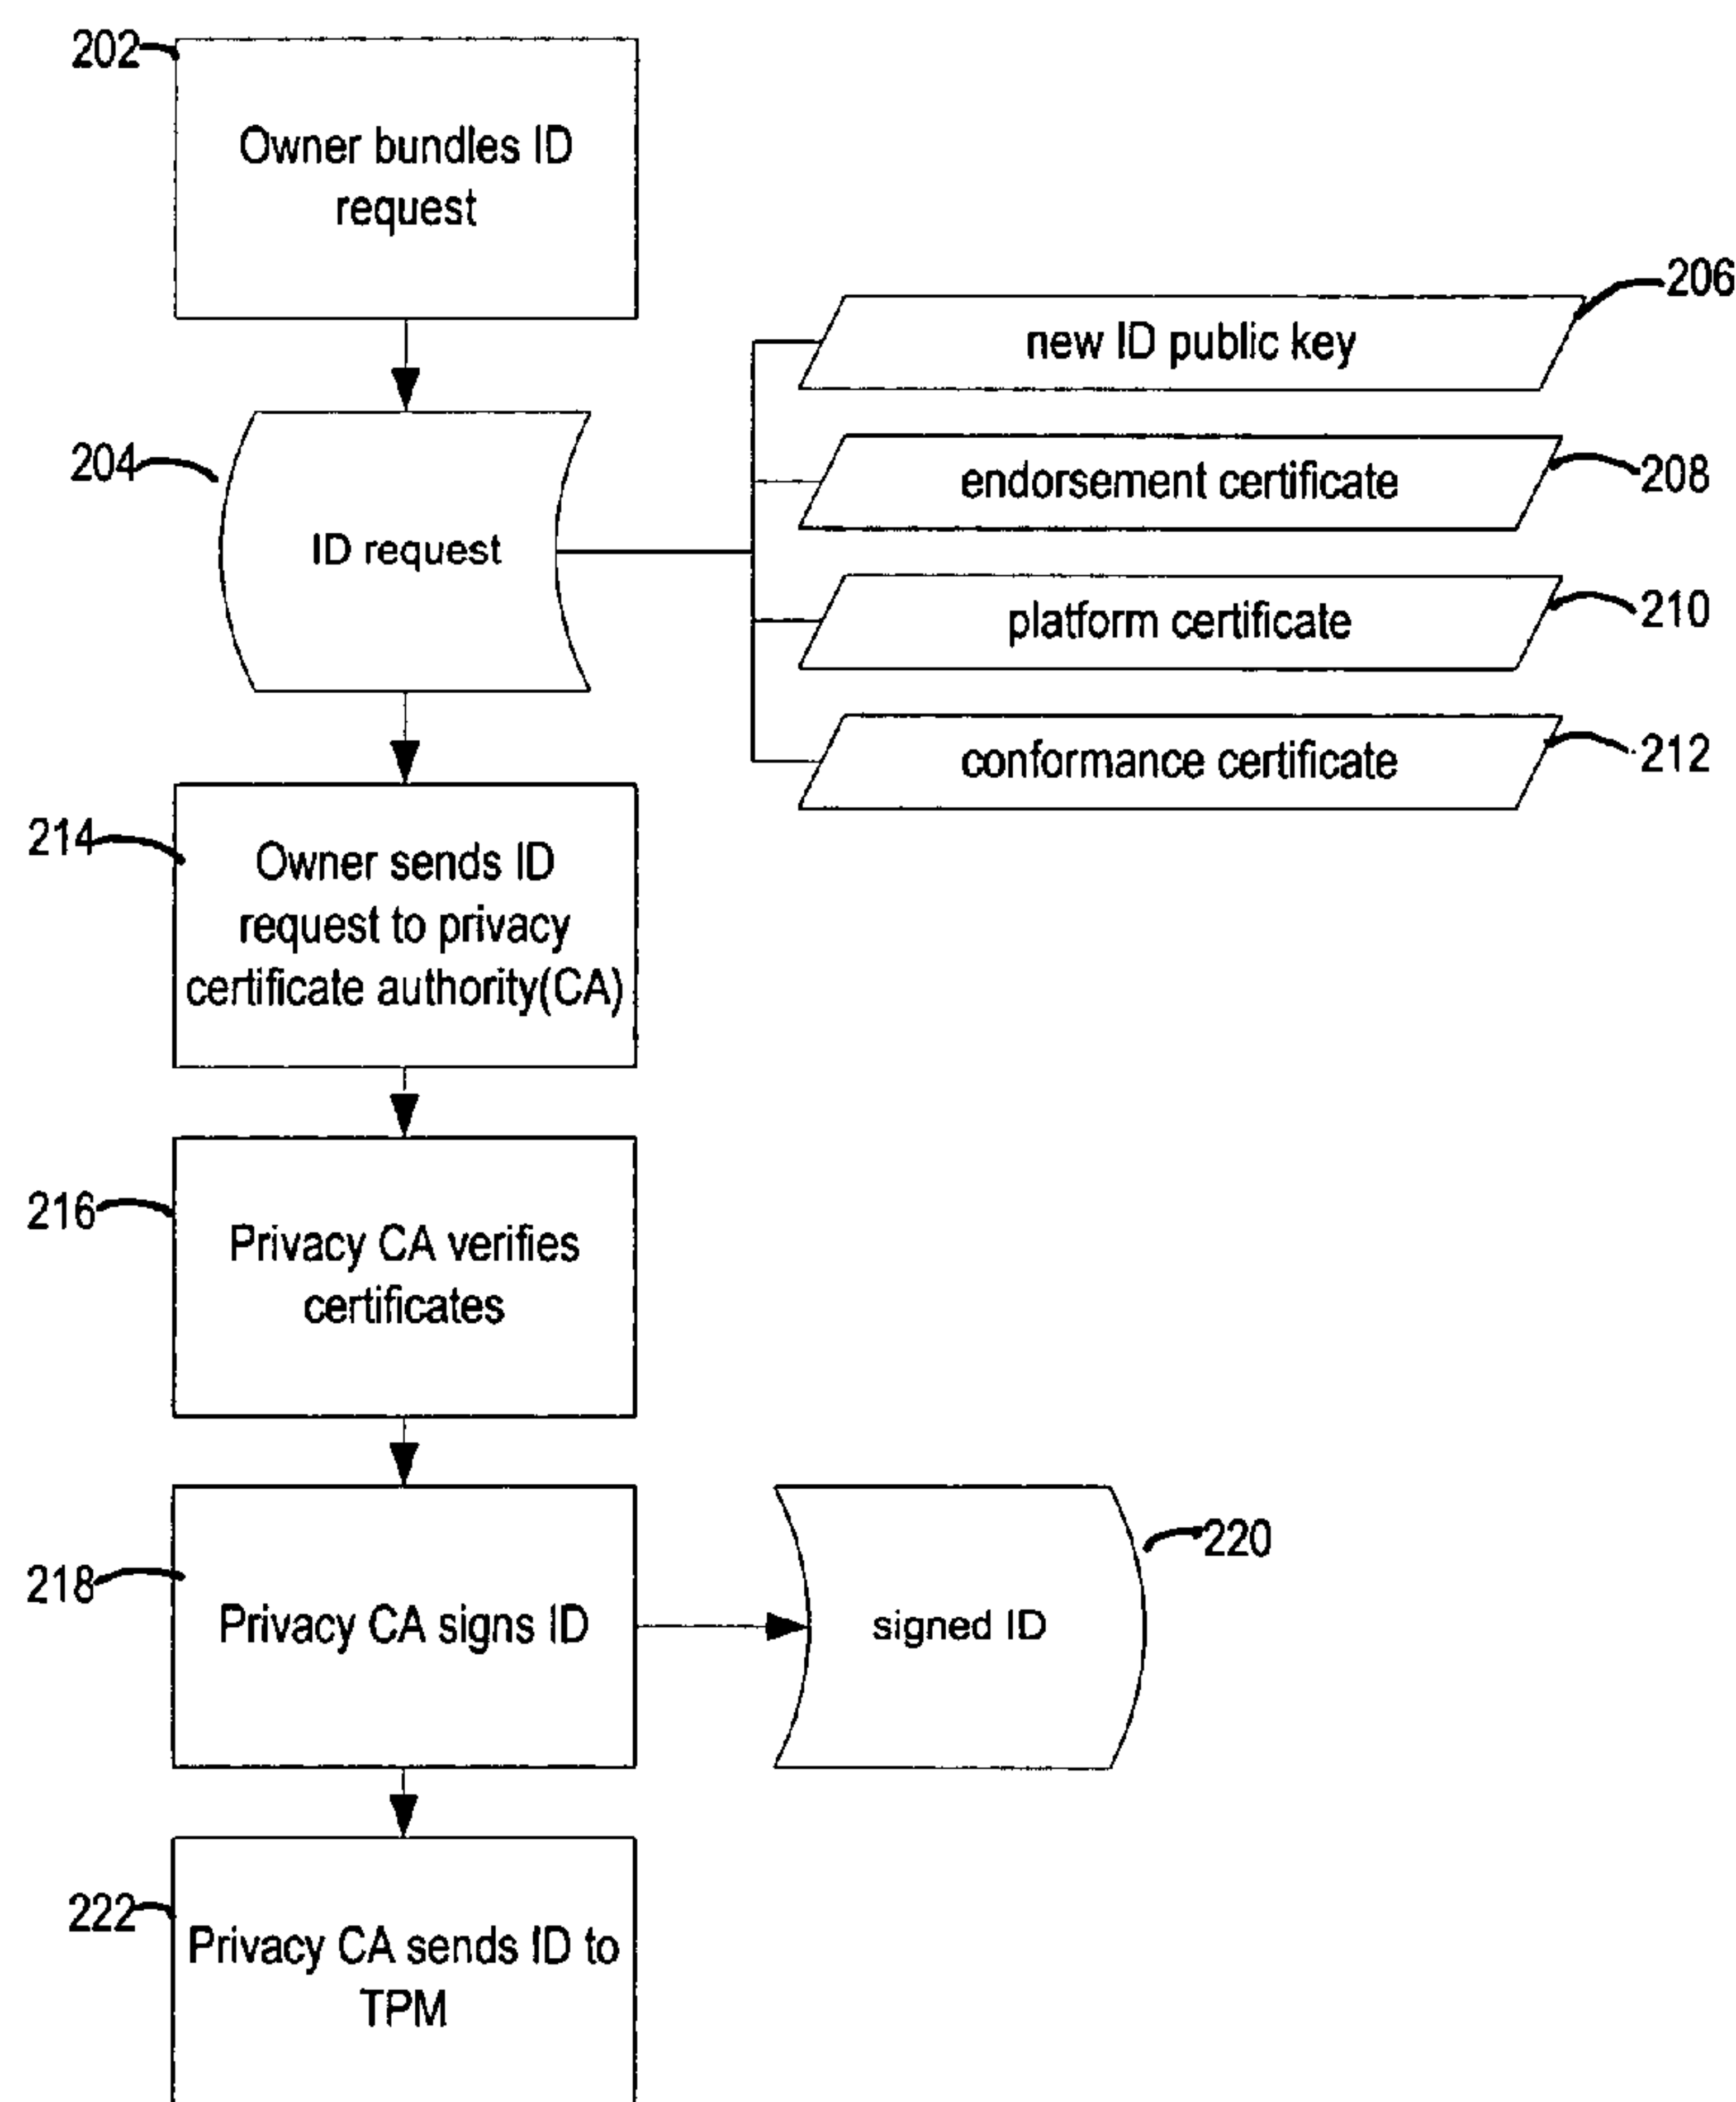 202
Owner bundles ID
request
206
new ID public key
204
endorsement certificate
208
ID request
platform certificate
210
conformance certificate
212
214
Owner sends ID
request to privacy
certificate authority(CA)
216
Privacy CA verifies
certificates
218
Privacy CA signs ID
signed ID
220
222
Privacy CA sends ID to
TPM